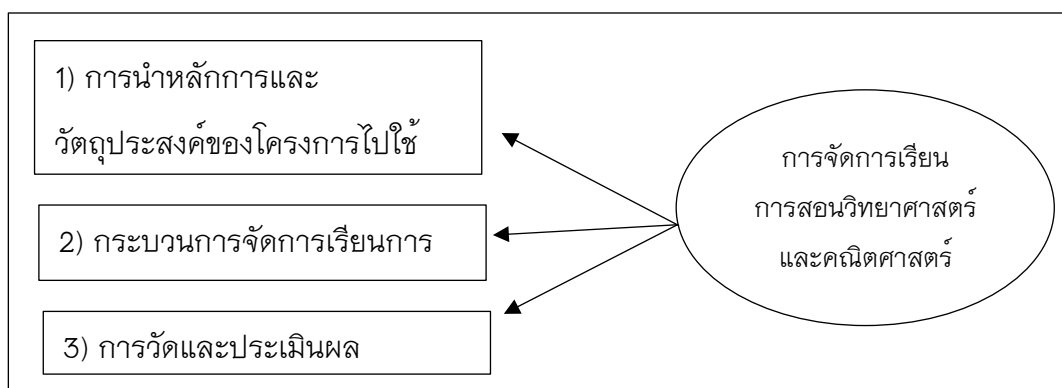 1) การนำหลักการและ
วัตถุประสงค์ของโครงการไปใช้
2) กระบวนการจัดการเรียนการ
3) การวัดและประเมินผล
การจัดการเรียน
การสอนวิทยาศาสตร์
และคณิตศาสตร์